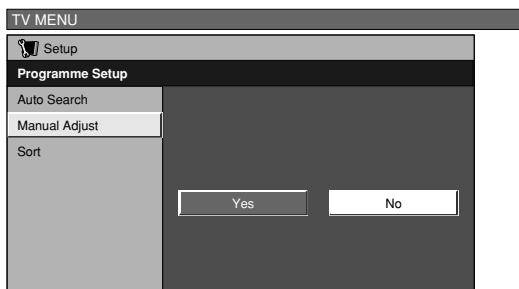 TV MENU
Setup
Programme Setup
Auto Search
Manual Adjust
Sort
Yes No